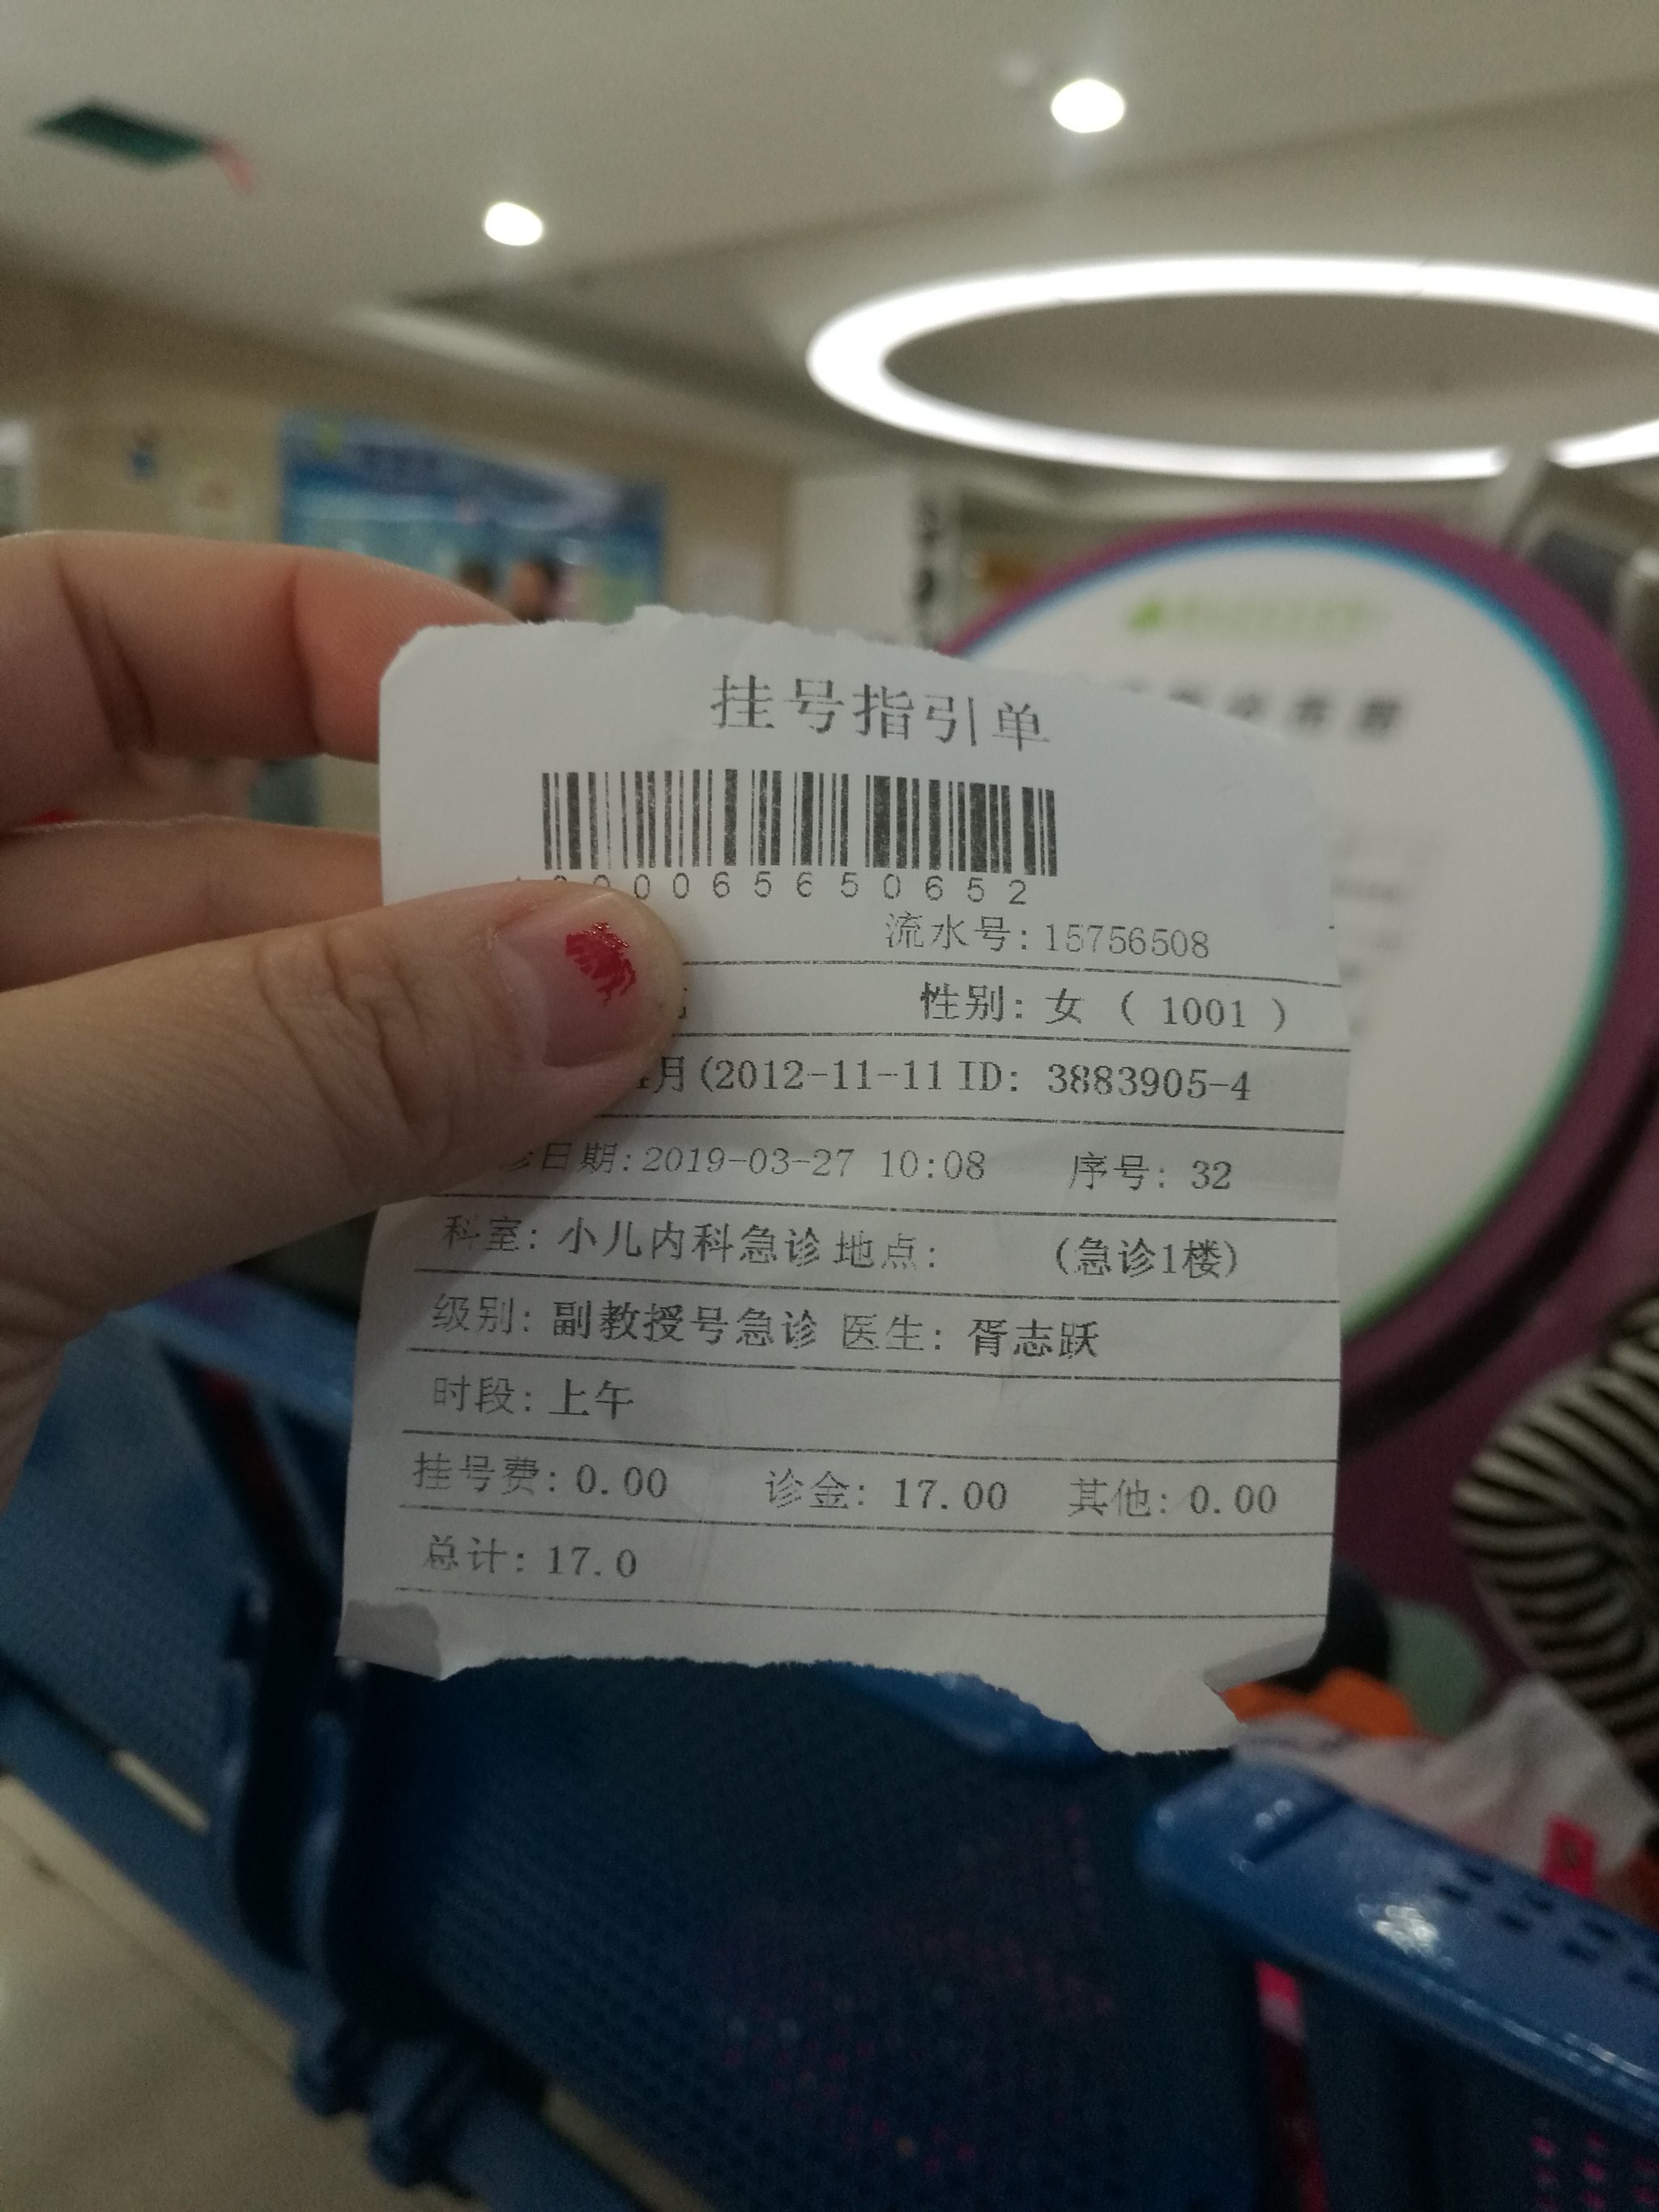 挂号指引单
0065650652
流水号: 15756508
性别: 女 ( 1001 )
月(2012-11-11 ID: 3883905-4
日期: 2019-03-27 10:08 序号: 32
科室: 小儿内科急诊 地点: (急诊1楼)
级别: 副教授号急诊 医生: 胥志跃
时段: 上午
挂号费: 0.00 诊金: 17.00 其他: 0.00
总计: 17.0